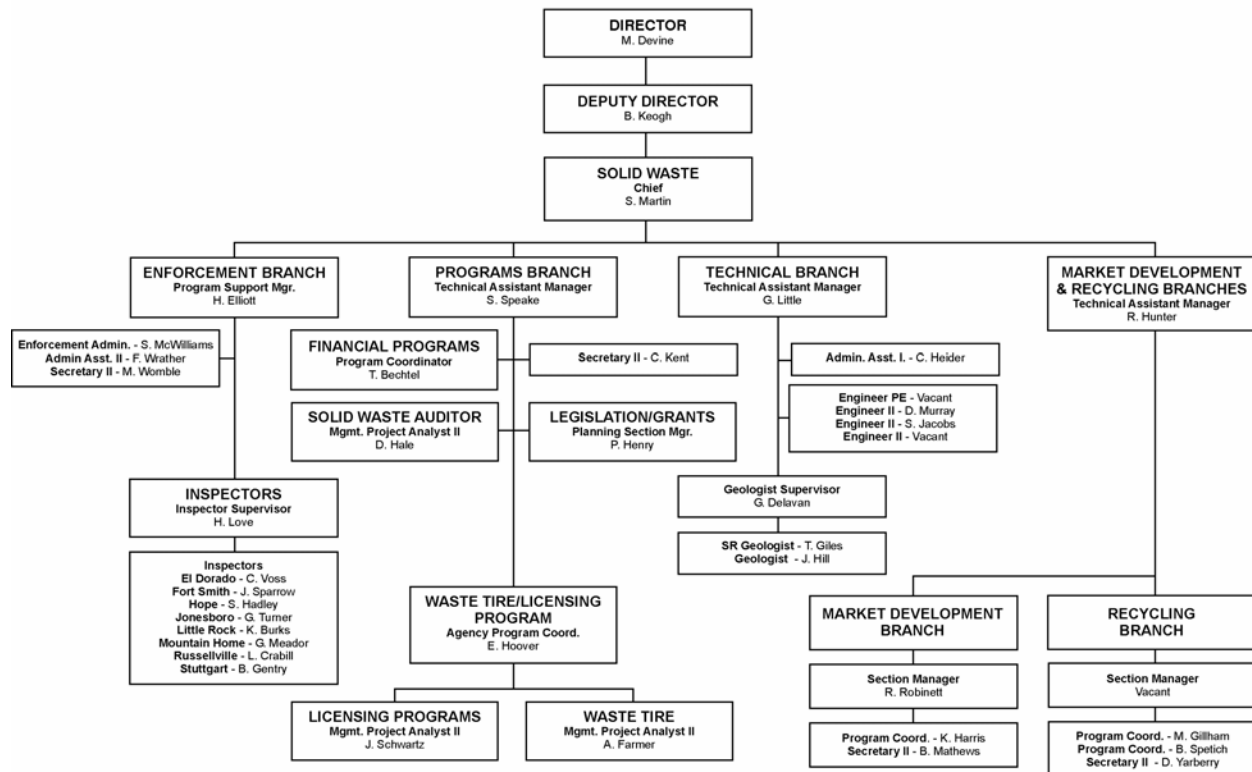 DIRECTOR
M. Devine
DEPUTY DIRECTOR
B. Keogh
SOLID WASTE
Chief
S. Martin
ENFORCEMENT BRANCH
Program Support Mgr.
H. Elliott
PROGRAMS BRANCH
Technical Assistant Manager
S. Speake
TECHNICAL BRANCH
Technical Assistant Manager
G. Little
MARKET DEVELOPMENT
& RECYCLING BRANCHES
Technical Assistant Manager
R. Hunter
Enforcement Admin. - S. McWilliams
Admin Asst. II - F. Wrather
Secretary II - M. Womble
FINANCIAL PROGRAMS
Program Coordinator
T. Bechtel
Secretary II - C. Kent
Admin. Asst. I. - C. Heider
SOLID WASTE AUDITOR
Mgmt. Project Analyst II
D. Hale
LEGISLATION/GRANTS
Planning Section Mgr.
P. Henry
Engineer PE - Vacant
Engineer II - D. Murray
Engineer II - S. Jacobs
Engineer II - Vacant
INSPECTORS
Inspector Supervisor
H. Love
Geologist Supervisor
G. Delavan
SR Geologist - T. Giles
Geologist - J. Hill
Inspectors
El Dorado - C. Voss
Fort Smith - J. Sparrow
Hope - S. Hadley
Jonesboro - G. Turner
Little Rock - K. Burks
Mountain Home - G. Meador
Russellville - L. Crabill
Stuttgart - B. Gentry
WASTE TIRE/LICENSING
PROGRAM
Agency Program Coord.
E. Hoover
LICENSING PROGRAMS
Mgmt. Project Analyst II
J. Schwartz
WASTE TIRE
Mgmt. Project Analyst II
A. Farmer
MARKET DEVELOPMENT
BRANCH
RECYCLING
BRANCH
Section Manager
R. Robinett
Section Manager
Vacant
Program Coord. - K. Harris
Secretary II - B. Mathews
Program Coord. - M. Gillham
Program Coord. - B. Spetich
Secretary II - D. Yarberry